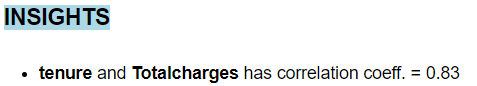 INSIGHTS
• tenure and Totalcharges has correlation coeff. = 0.83